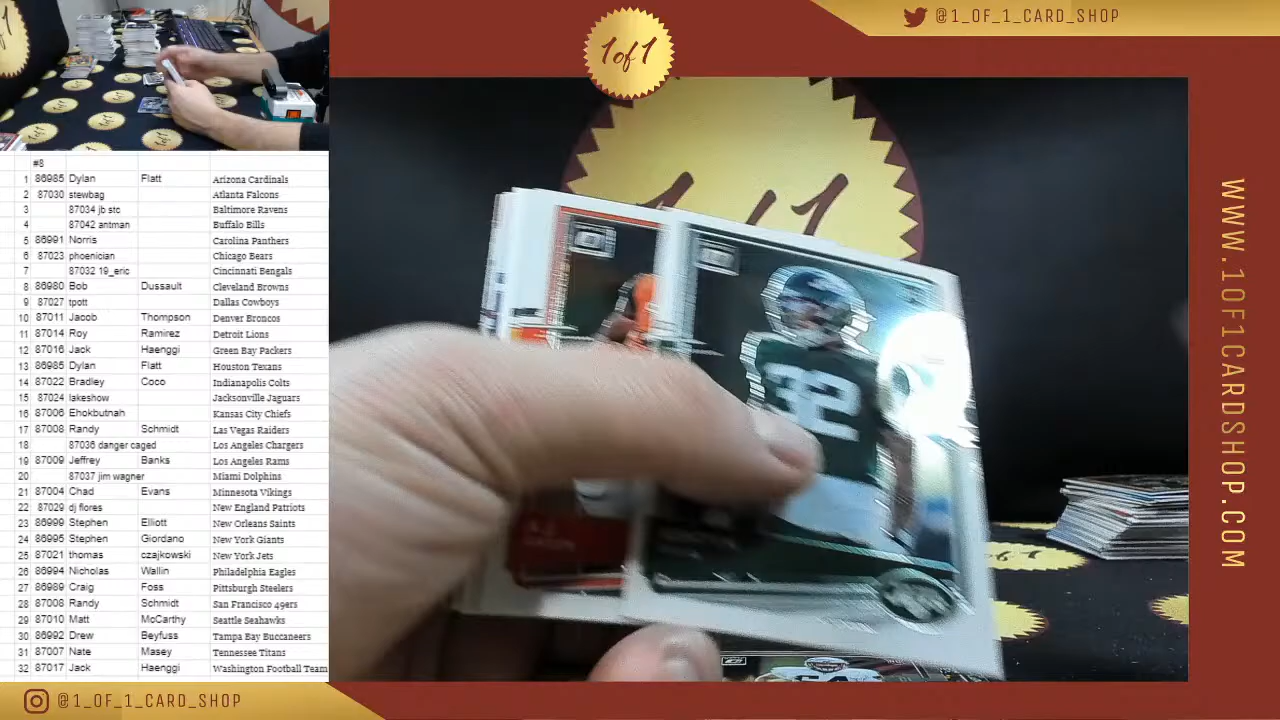 @1_OF_1_CARD_SHOP
1of1
#8
1 86985 Dylan Flatt Arizona Cardinals
2 87030 stewbag Atlanta Falcons
3 87034 jb stc Baltimore Ravens
4 87042 antman Buffalo Bills
5 86991 Norris Carolina Panthers
6 87023 phoenician Chicago Bears
7 87032 19_eric Cincinnati Bengals
8 86980 Bob Dussault Cleveland Browns
9 87027 tpott Dallas Cowboys
10 87011 Jacob Thompson Denver Broncos
11 87014 Roy Ramirez Detroit Lions
12 87016 Jack Haenggi Green Bay Packers
13 86985 Dylan Flatt Houston Texans
14 87022 Bradley Coco Indianapolis Colts
15 87024 lakeshow Jacksonville Jaguars
16 87006 Ehokbutnah Kansas City Chiefs
17 87008 Randy Schmidt Las Vegas Raiders
18 87036 danger caged Los Angeles Chargers
19 87009 Jeffrey Banks Los Angeles Rams
20 87037 jim wagner Miami Dolphins
21 87004 Chad Evans Minnesota Vikings
22 87029 dj flores New England Patriots
23 86999 Stephen Elliott New Orleans Saints
24 86995 Stephen Giordano New York Giants
25 87021 thomas czajkowski New York Jets
26 86994 Nicholas Wallin Philadelphia Eagles
27 86989 Craig Foss Pittsburgh Steelers
28 87008 Randy Schmidt San Francisco 49ers
29 87010 Matt McCarthy Seattle Seahawks
30 86992 Drew Beyfuss Tampa Bay Buccaneers
31 87007 Nate Masey Tennessee Titans
32 87017 Jack Haenggi Washington Football Team
32
WWW.1OF1CARDSHOP.COM
@1_OF_1_CARD_SHOP